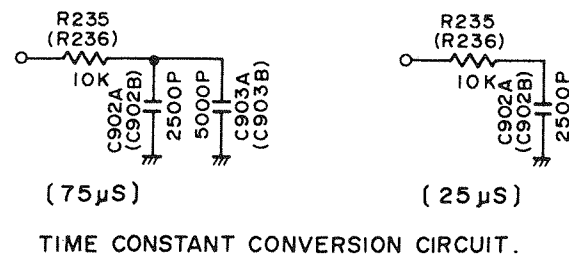 R235
(R236)
10K
C902A
(C902B)
2500P
5000P
C903A
(C903B)
(75µS)
R235
(R236)
10K
C902A
(C902B)
2500P
(25µS)
TIME CONSTANT CONVERSION CIRCUIT.